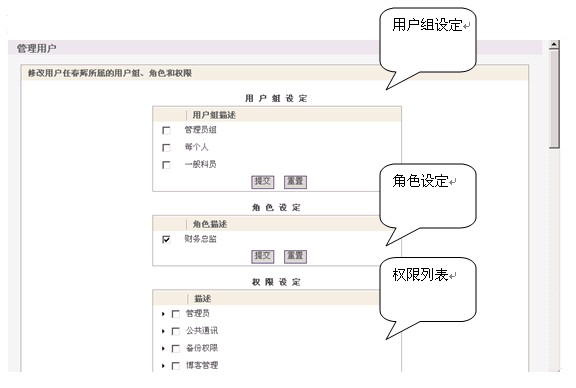 用户组设定
管理用户
修改用户任春晖所属的用户组、角色和权限
用 户 组 设 定
用户组描述
管理员组
每个人
一般科员
提交 重置
角色设定
角 色 设 定
角色描述
财务总监
提交 重置
权限列表
权 限 设 定
描述
管理员
公共通讯
备份权限
博客管理